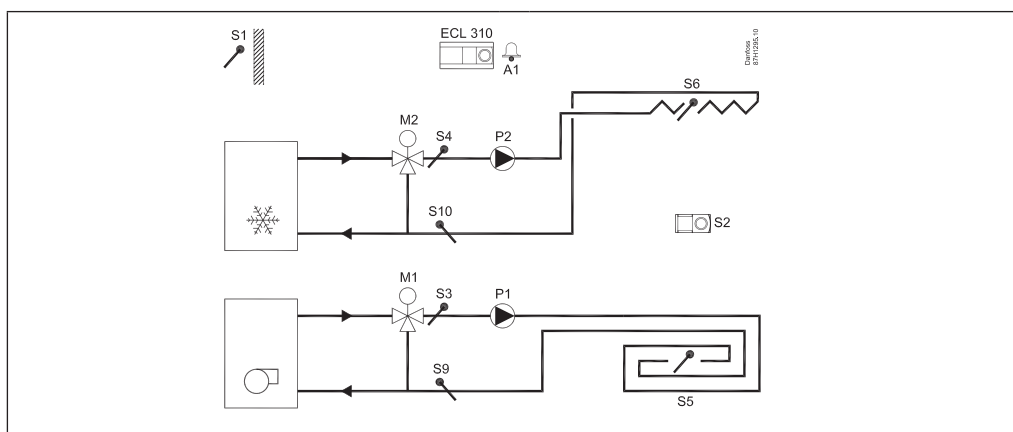 S1
ECL 310
A1
Danfoss
87H1295.10
S6
M2
S4
P2
S10
S2
M1
S3
P1
S9
S5